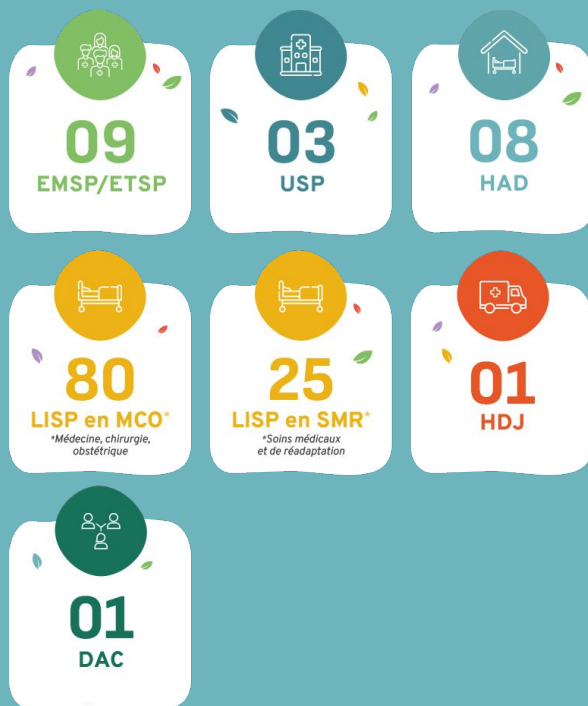 09
EMSP/ETSP
03
USP
08
HAD
80
LISP en MCO*
*Médecine, chirurgie,
obstétrique
25
LISP en SMR*
*Soins médicaux
et de réadaptation
01
HDJ
01
DAC